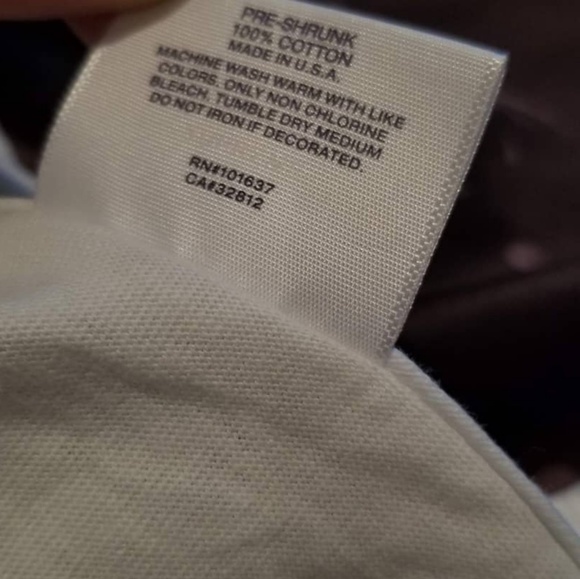 PRE-SHRUNK
100% COTTON
MADE IN U.S.A.
MACHINE WASH WARM WITH LIKE
COLORS. ONLY NON CHLORINE
BLEACH. TUMBLE DRY MEDIUM
DO NOT IRON IF DECORATED.
RN#101637
CA#32812